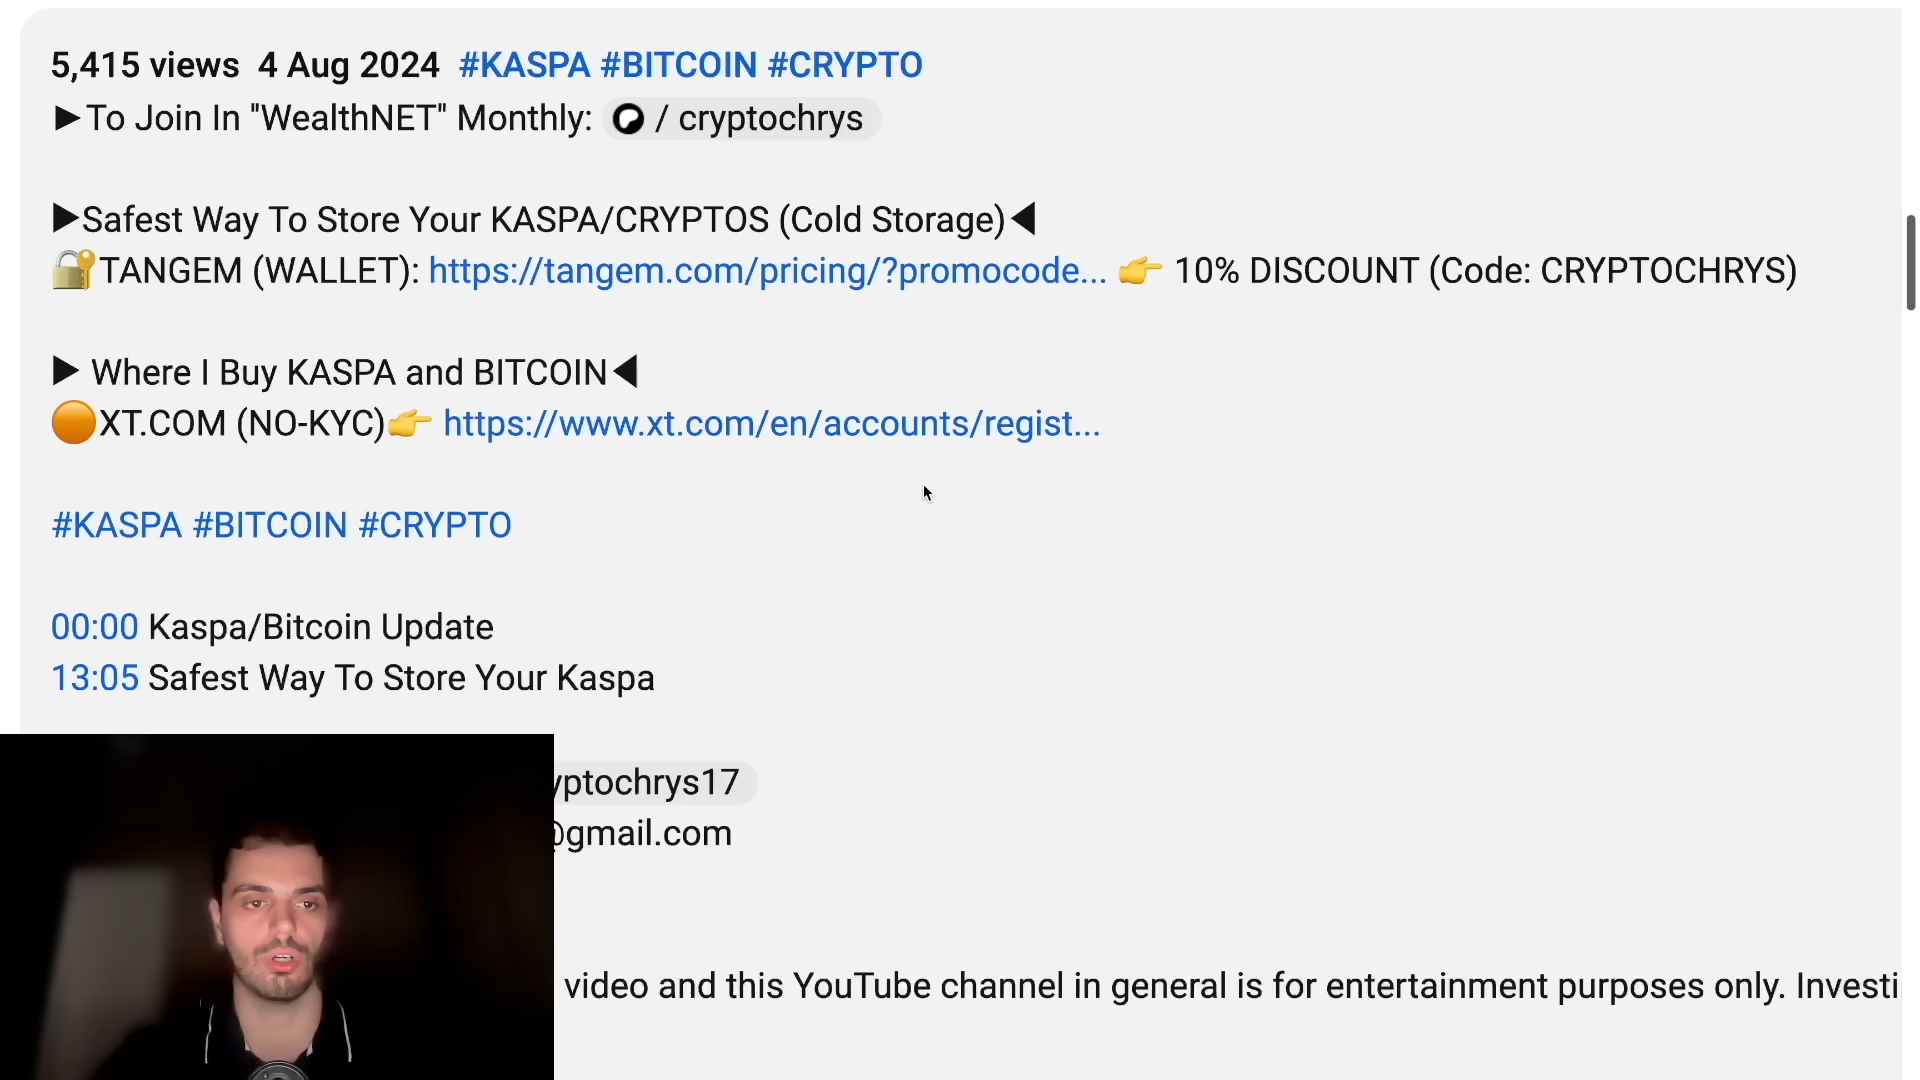 5,415 views 4 Aug 2024 #KASPA #BITCOIN #CRYPTO
▶To Join In "WealthNET" Monthly: / cryptochrys
▶Safest Way To Store Your KASPA/CRYPTOS (Cold Storage)◀
🔐TANGEM (WALLET): https://tangem.com/pricing/?promocode... 👉 10% DISCOUNT (Code: CRYPTOCHRYS)
▶ Where I Buy KASPA and BITCOIN◀
🟠XT.COM (NO-KYC)👉 https://www.xt.com/en/accounts/regist...
#KASPA #BITCOIN #CRYPTO
00:00 Kaspa/Bitcoin Update
13:05 Safest Way To Store Your Kaspa
yptochrys17
@gmail.com
video and this YouTube channel in general is for entertainment purposes only. Investi